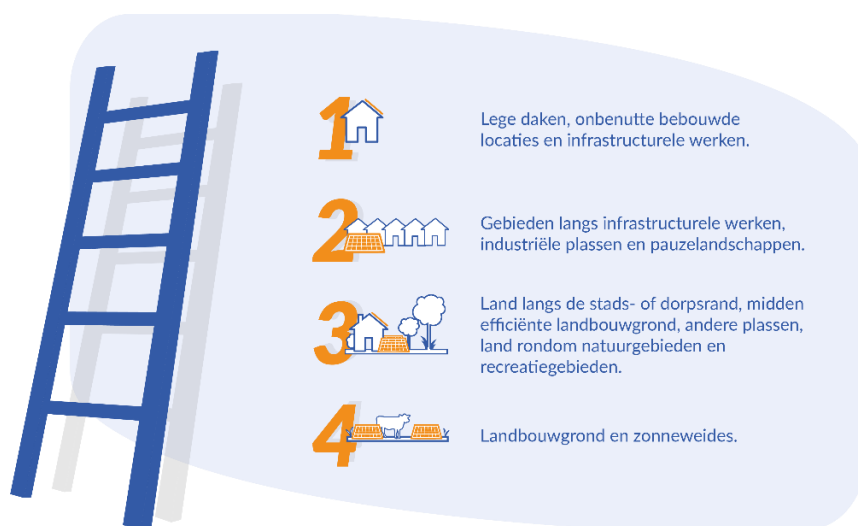 1
Lege daken, onbenutte bebouwde
locaties en infrastructurele werken.
2
Gebieden langs infrastructurele werken,
industriële plassen en pauzelandschappen.
3
Land langs de stads- of dorpsrand, midden
efficiënte landbouwgrond, andere plassen,
land rondom natuurgebieden en
recreatiegebieden.
4
Landbouwgrond en zonneweides.